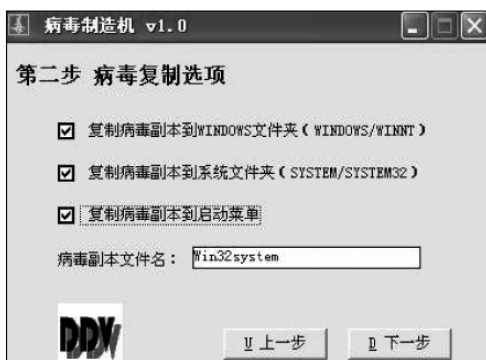 病毒制造机 v1.0
第二步 病毒复制选项
复制病毒副本到WINDOWS文件夹(WINDOWS/WINNT)
复制病毒副本到系统文件夹(SYSTEM/SYSTEM32)
复制病毒副本到启动菜单
病毒副本文件名: Win32system
DDV
U 上一步 D 下一步